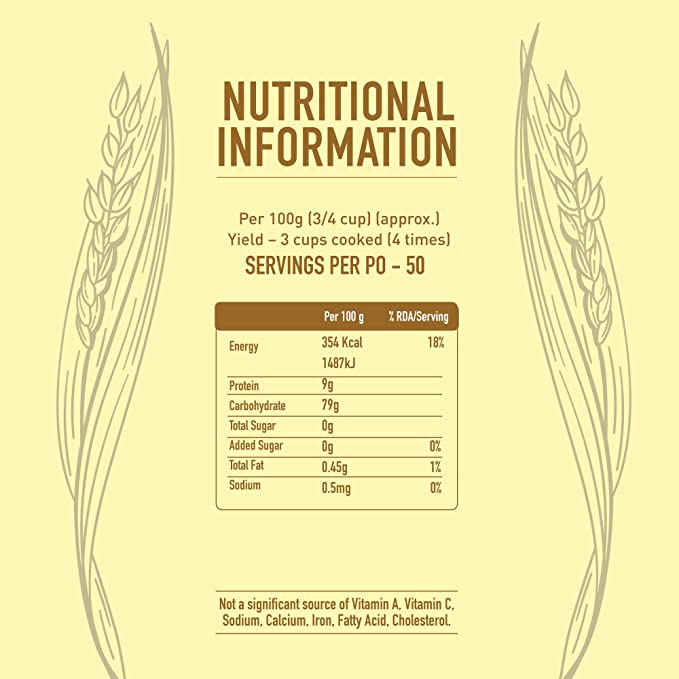 NUTRITIONAL
INFORMATION
Per 100g (3/4 cup) (approx.)
Yield – 3 cups cooked (4 times)
SERVINGS PER PO - 50
Per 100 g % RDA/Serving
Energy 354 Kcal 18%
1487kJ
Protein 9g
Carbohydrate 79g
Total Sugar 0g
Added Sugar 0g 0%
Total Fat 0.45g 1%
Sodium 0.5mg 0%
Not a significant source of Vitamin A, Vitamin C,
Sodium, Calcium, Iron, Fatty Acid, Cholesterol.